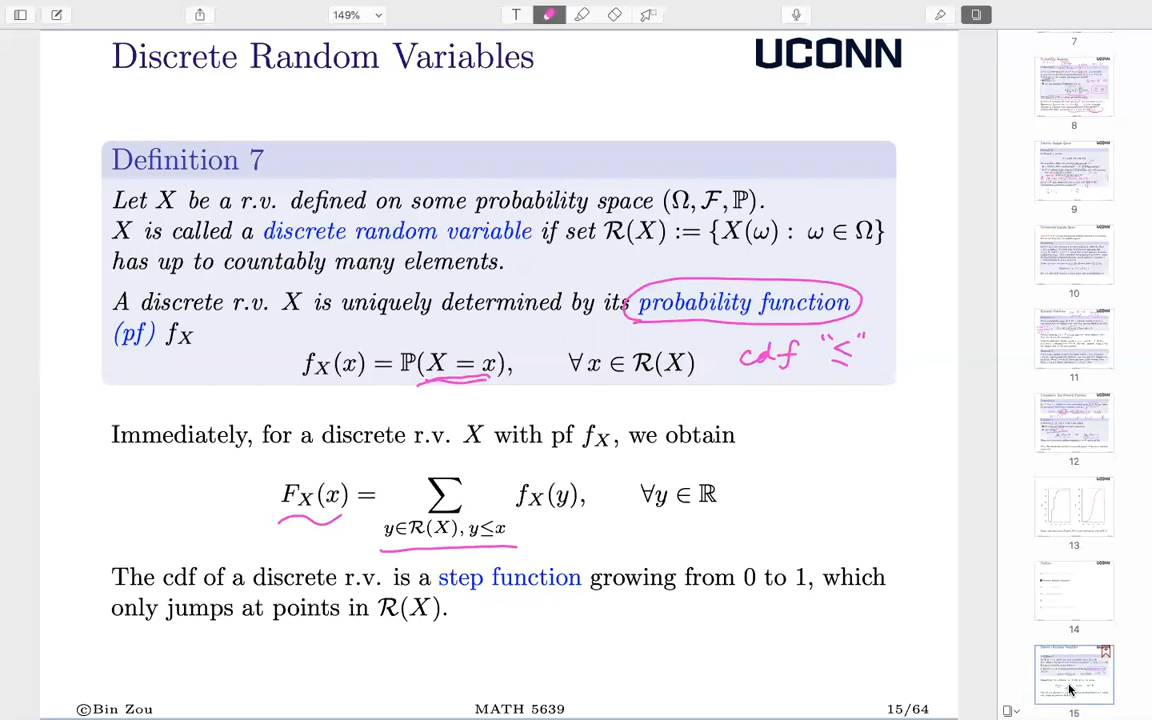 149%
T
Discrete Random Variables
UCONN
Definition 7
Let X be a r.v. defined on some probability space (Ω, ℱ, ℙ).
X is called a discrete random variable if set ℛ(X) := {X(ω) : ω ∈ Ω}
has up to countably many elements.
A discrete r.v. X is uniquely determined by its probability function
(pf) f_X
f_X(x) = ℙ(X = x), ∀ x ∈ ℛ(X)
cdf "≤"
Immediately, for a discrete r.v. X with pf f_X, we obtain
F_X(x) = ∑_{y∈ℛ(X), y≤x} f_X(y), ∀y ∈ ℝ
The cdf of a discrete r.v. is a step function growing from 0 to 1, which
only jumps at points in ℛ(X).
©Bin Zou MATH 5639 15/64
7
8
9
10
11
12
13
14
15